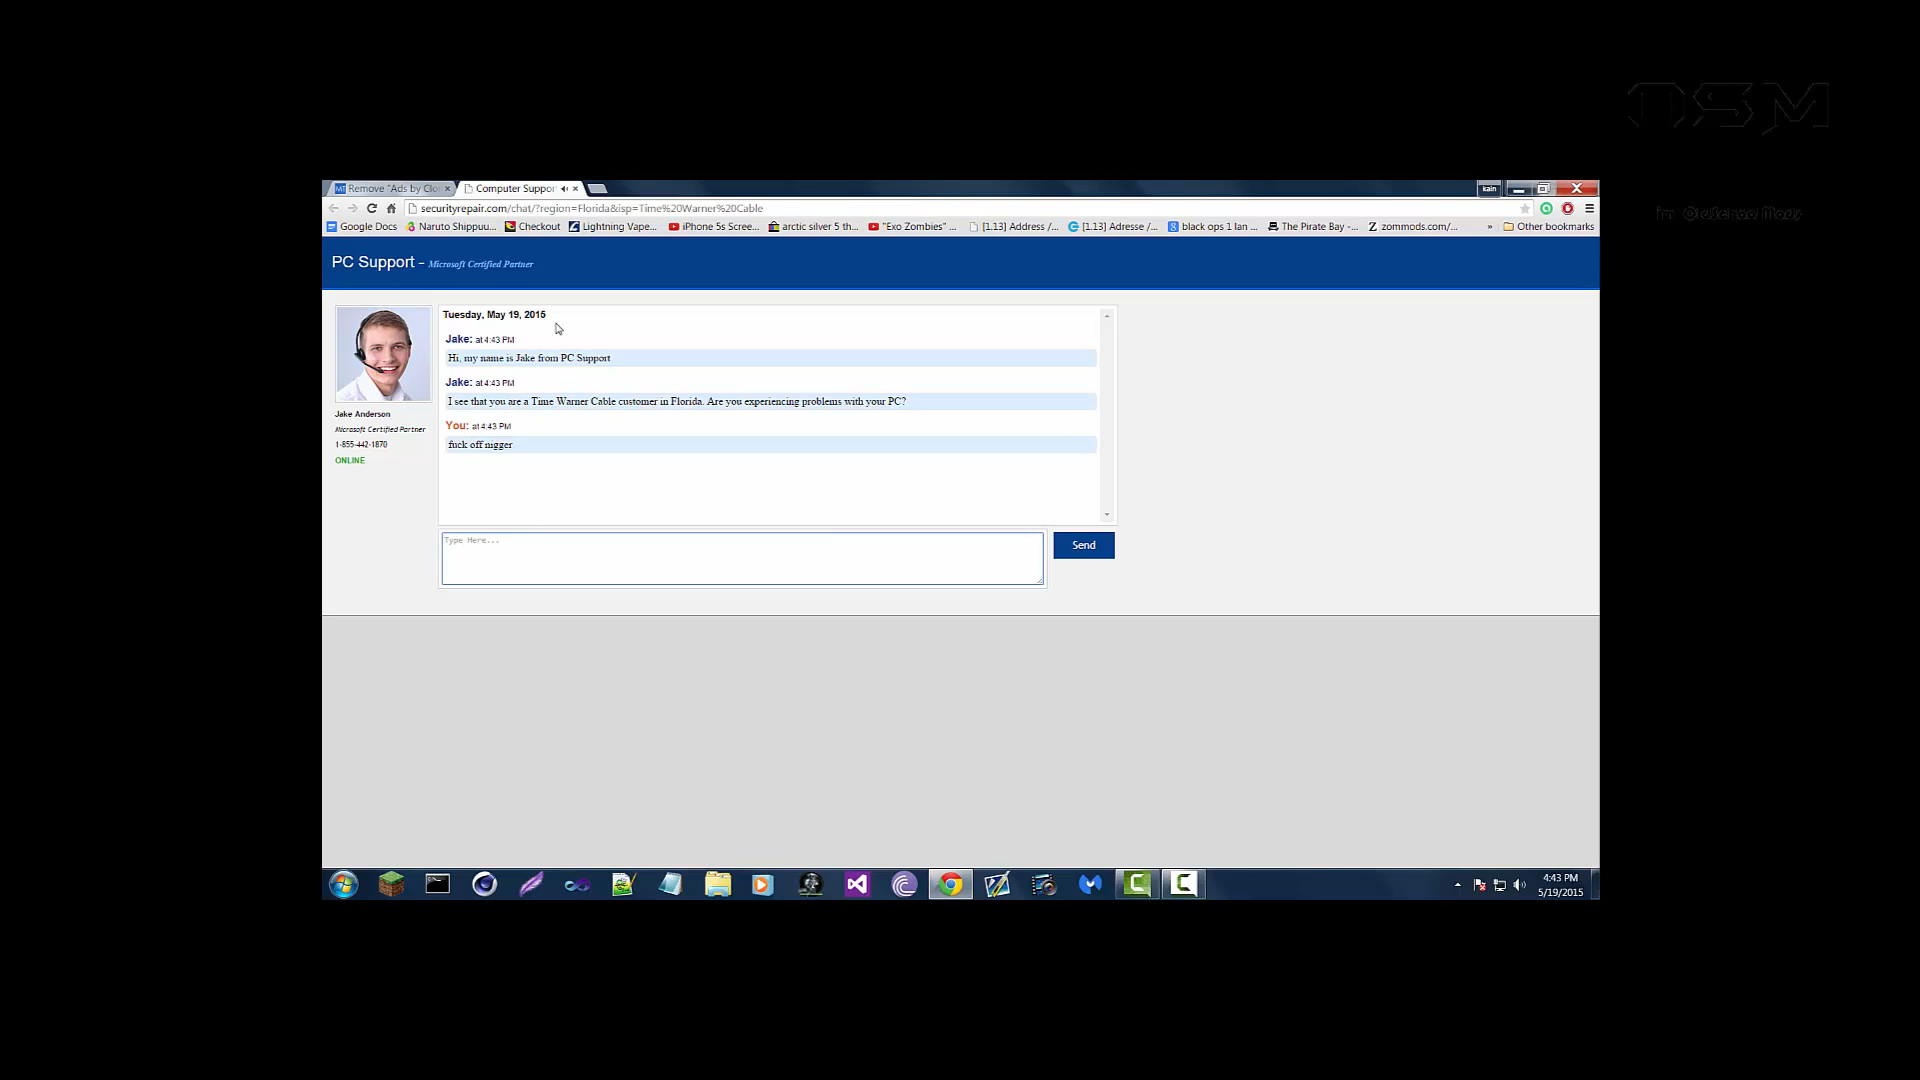 OSM
Remove "Ads by Clo
Computer Suppor
kain
securityrepair.com/chat/?region=Florida&isp=Time%20Warner%20Cable
Google Docs Naruto Shippuu... Checkout Lightning Vape... iPhone 5s Scree... arctic silver 5 th... "Exo Zombies" ... [1.13] Address /... [1.13] Adresse /... black ops 1 lan ... The Pirate Bay -... zommods.com/... » Other bookmarks
PC Support - Microsoft Certified Partner
Tuesday, May 19, 2015
Jake: at 4:43 PM
Hi, my name is Jake from PC Support
Jake: at 4:43 PM
I see that you are a Time Warner Cable customer in Florida. Are you experiencing problems with your PC?
You: at 4:43 PM
fuck off nigger
Jake Anderson
Microsoft Certified Partner
1-855-442-1870
ONLINE
Type Here...
Send
4:43 PM
5/19/2015